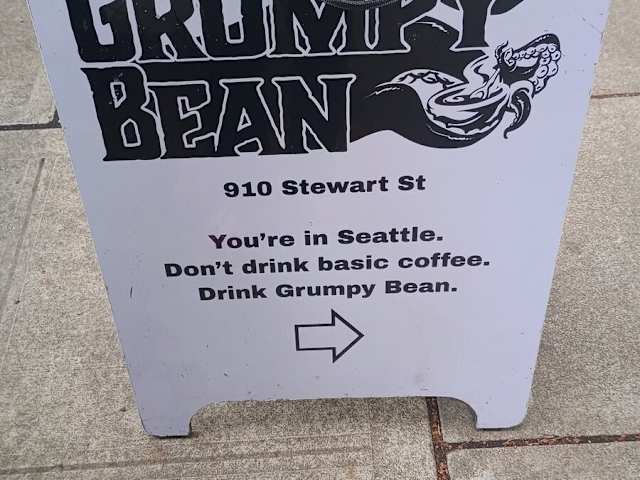 GRUMPY
BEAN
910 Stewart St
You're in Seattle.
Don't drink basic coffee.
Drink Grumpy Bean.